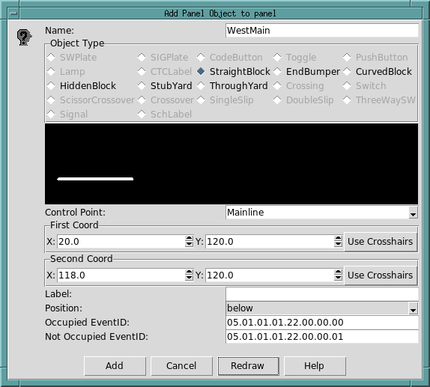 Add Panel Object to panel
Name: WestMain
Object Type
SWPlate SIGPlate CodeButton Toggle PushButton
Lamp CTCLabel StraightBlock EndBumper CurvedBlock
HiddenBlock StubYard ThroughYard Crossing Switch
ScissorCrossover Crossover SingleSlip DoubleSlip ThreeWaySW
Signal SchLabel
Control Point: Mainline
First Coord
X: 20.0 Y: 120.0 Use Crosshairs
Second Coord
X: 118.0 Y: 120.0 Use Crosshairs
Label:
Position: below
Occupied EventID: 05.01.01.01.22.00.00.00
Not Occupied EventID: 05.01.01.01.22.00.00.01
Add Cancel Redraw Help